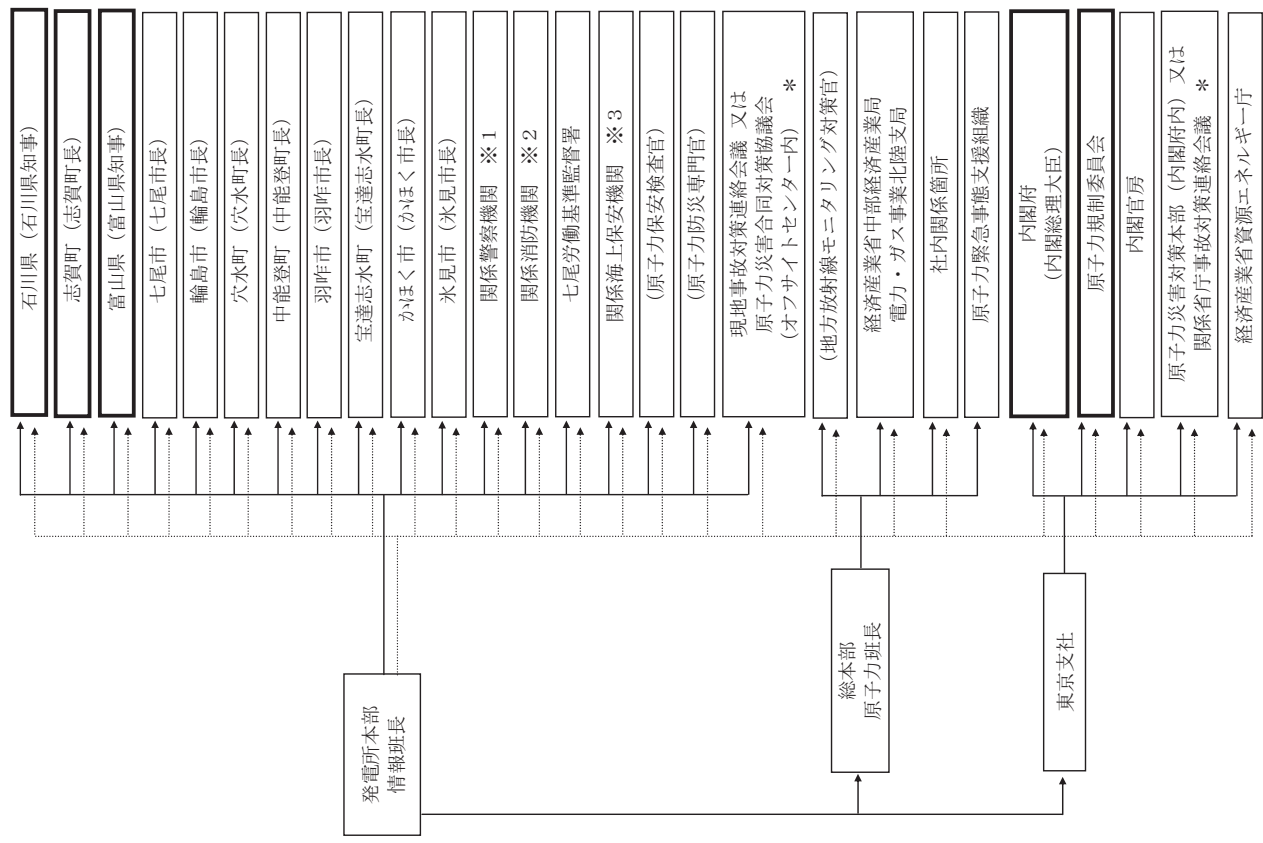 石川県（石川県知事）
志賀町（志賀町長）
富山県（富山県知事）
七尾市（七尾市長）
輪島市（輪島市長）
穴水町（穴水町長）
中能登町（中能登町長）
羽咋市（羽咋市長）
宝達志水町（宝達志水町長）
かほく市（かほく市長）
氷見市（氷見市長）
関係警察機関 ※1
関係消防機関 ※2
七尾労働基準監督署
関係海上保安機関 ※3
（原子力保安検査官）
（原子力防災専門官）
現地事故対策連絡会議 又は
原子力災害合同対策協議会
（オフサイトセンター内） *
（地方放射線モニタリング対策官）
経済産業省中部経済産業局
電力・ガス事業北陸支局
社内関係箇所
原子力緊急事態支援組織
内閣府
（内閣総理大臣）
原子力規制委員会
内閣官房
原子力災害対策本部（内閣府内） 又は
関係省庁事故対策連絡会議 *
経済産業省資源エネルギー庁
総本部
原子力班長
東京支社
発電所本部
情報班長